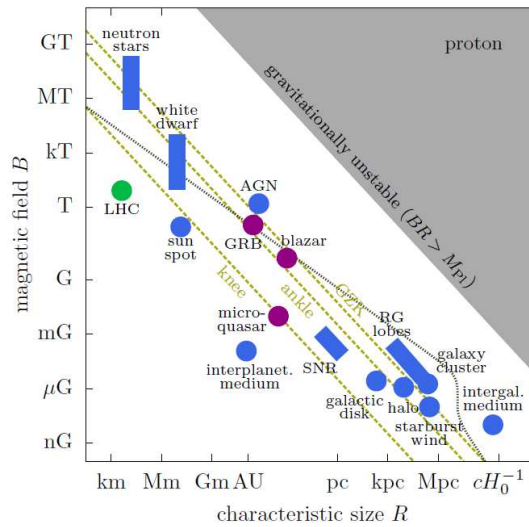 GT
MT
kT
T
G
mG
μG
nG
magnetic field B
neutron
stars
proton
gravitationally unstable (BR > M_Pl)
white
dwarf
LHC
sun
spot
AGN
GRB
blazar
knee
ankle
GZK
micro-
quasar
interplanet.
medium
SNR
RG
lobes
galaxy
cluster
galactic
disk
halo
starburst
wind
intergal.
medium
km
Mm
Gm
AU
pc
kpc
Mpc
cH₀⁻¹
characteristic size R